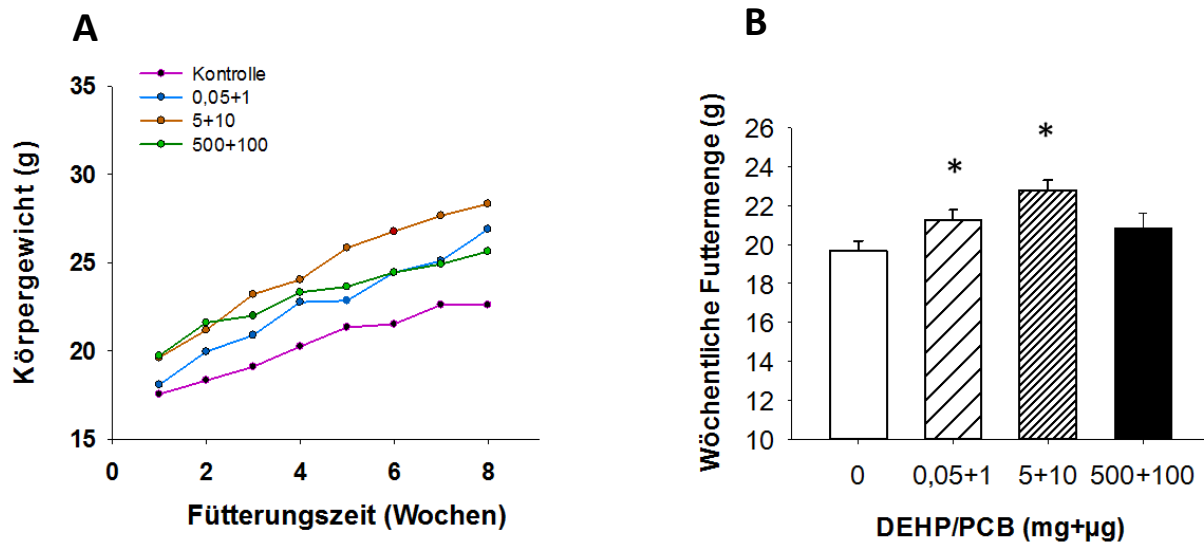 A
Kontrolle
0,05+1
5+10
500+100
Körpergewicht (g)
35
30
25
20
15
0 2 4 6 8
Fütterungszeit (Wochen)
B
Wöchentliche Futtermenge (g)
26
24
22
20
18
16
14
12
10
* *
0 0,05+1 5+10 500+100
DEHP/PCB (mg+µg)